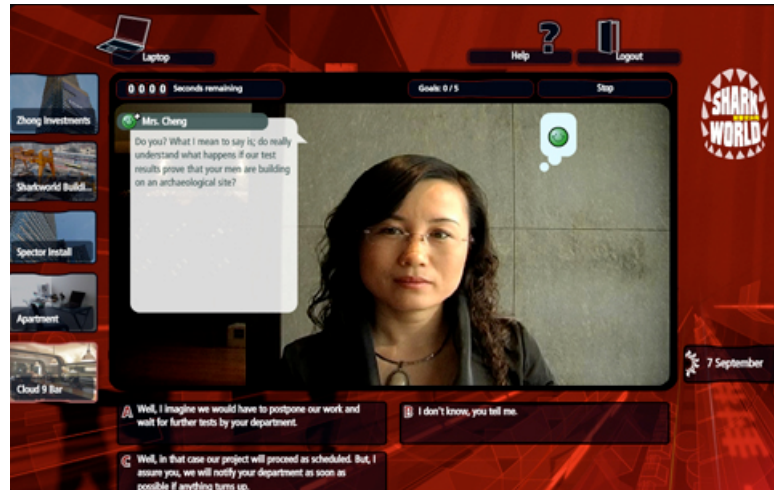 Laptop
Help
Logout
0 0 0 0 Seconds remaining
Goals: 0 / 5
Stop
Zhong Investments
Sharkworld Buildi...
Spector Install
Apartment
Cloud 9 Bar
Mrs. Cheng
Do you? What I mean to say is; do really
understand what happens if our test
results prove that your men are building
on an archaeological site?
SHARK
WORLD
7 September
A Well, I imagine we would have to postpone our work and
wait for further tests by your department.
B I don't know, you tell me.
C Well, in that case our project will proceed as scheduled. But, I
assure you, we will notify your department as soon as
possible if anything turns up.